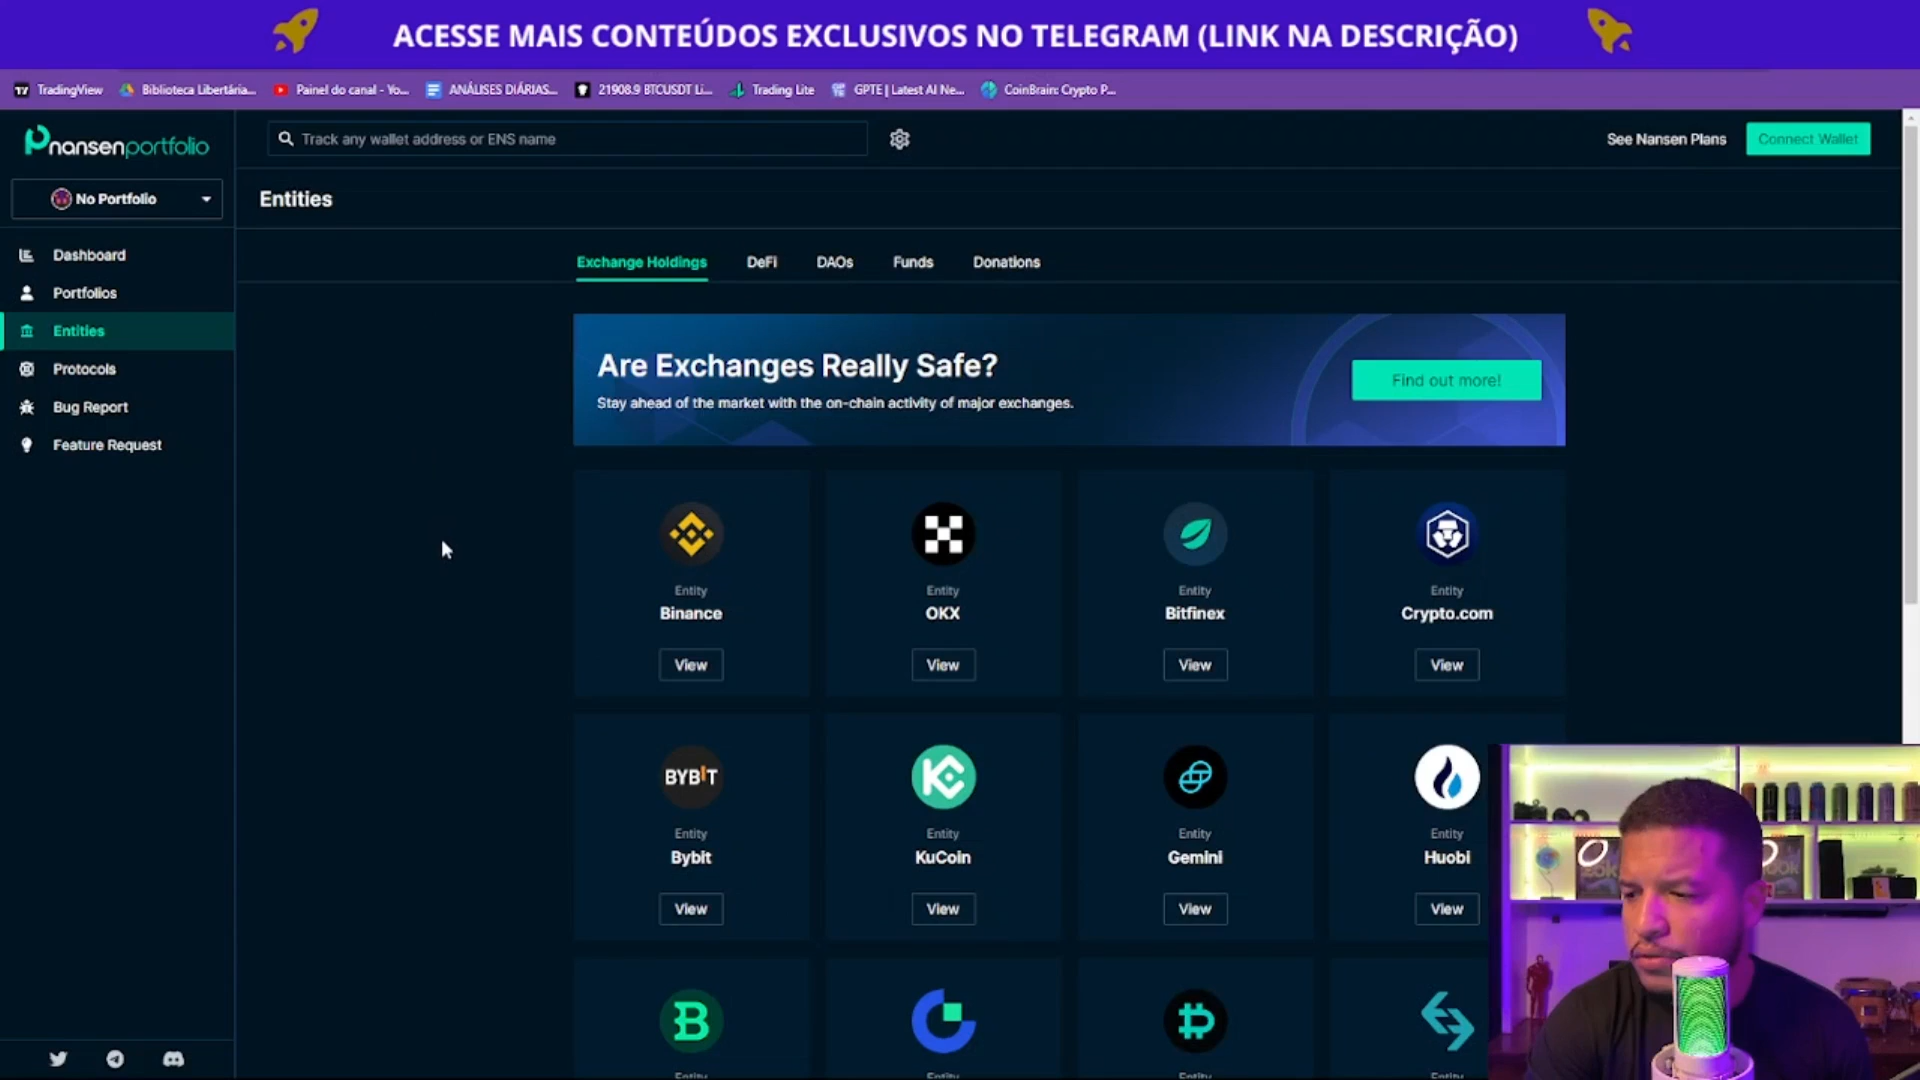 ACESSE MAIS CONTEÚDOS EXCLUSIVOS NO TELEGRAM (LINK NA DESCRIÇÃO)
TradingView
Biblioteca Libertária...
Painel do canal - Yo...
ANÁLISES DIÁRIAS...
21908.9 BTCUSDT Li...
Trading Lite
GPTE | Latest AI Ne...
CoinBrain: Crypto P...
nansenportfolio
Track any wallet address or ENS name
See Nansen Plans
Connect Wallet
No Portfolio
Entities
Dashboard
Portfolios
Entities
Protocols
Bug Report
Feature Request
Exchange Holdings
DeFi
DAOs
Funds
Donations
Are Exchanges Really Safe?
Stay ahead of the market with the on-chain activity of major exchanges.
Find out more!
Entity
Binance
View
Entity
OKX
View
Entity
Bitfinex
View
Entity
Crypto.com
View
BYBIT
Entity
Bybit
View
Entity
KuCoin
View
Entity
Gemini
View
Entity
Huobi
View
Entity
Entity
Entity
Entity